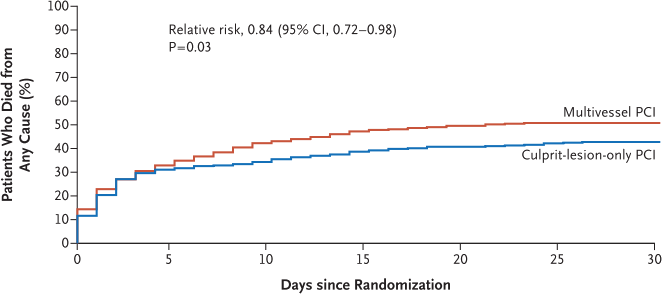 100
90
80
70
60
50
40
30
20
10
0
Patients Who Died from
Any Cause (%)
Relative risk, 0.84 (95% CI, 0.72–0.98)
P=0.03
Multivessel PCI
Culprit-lesion-only PCI
0 5 10 15 20 25 30
Days since Randomization